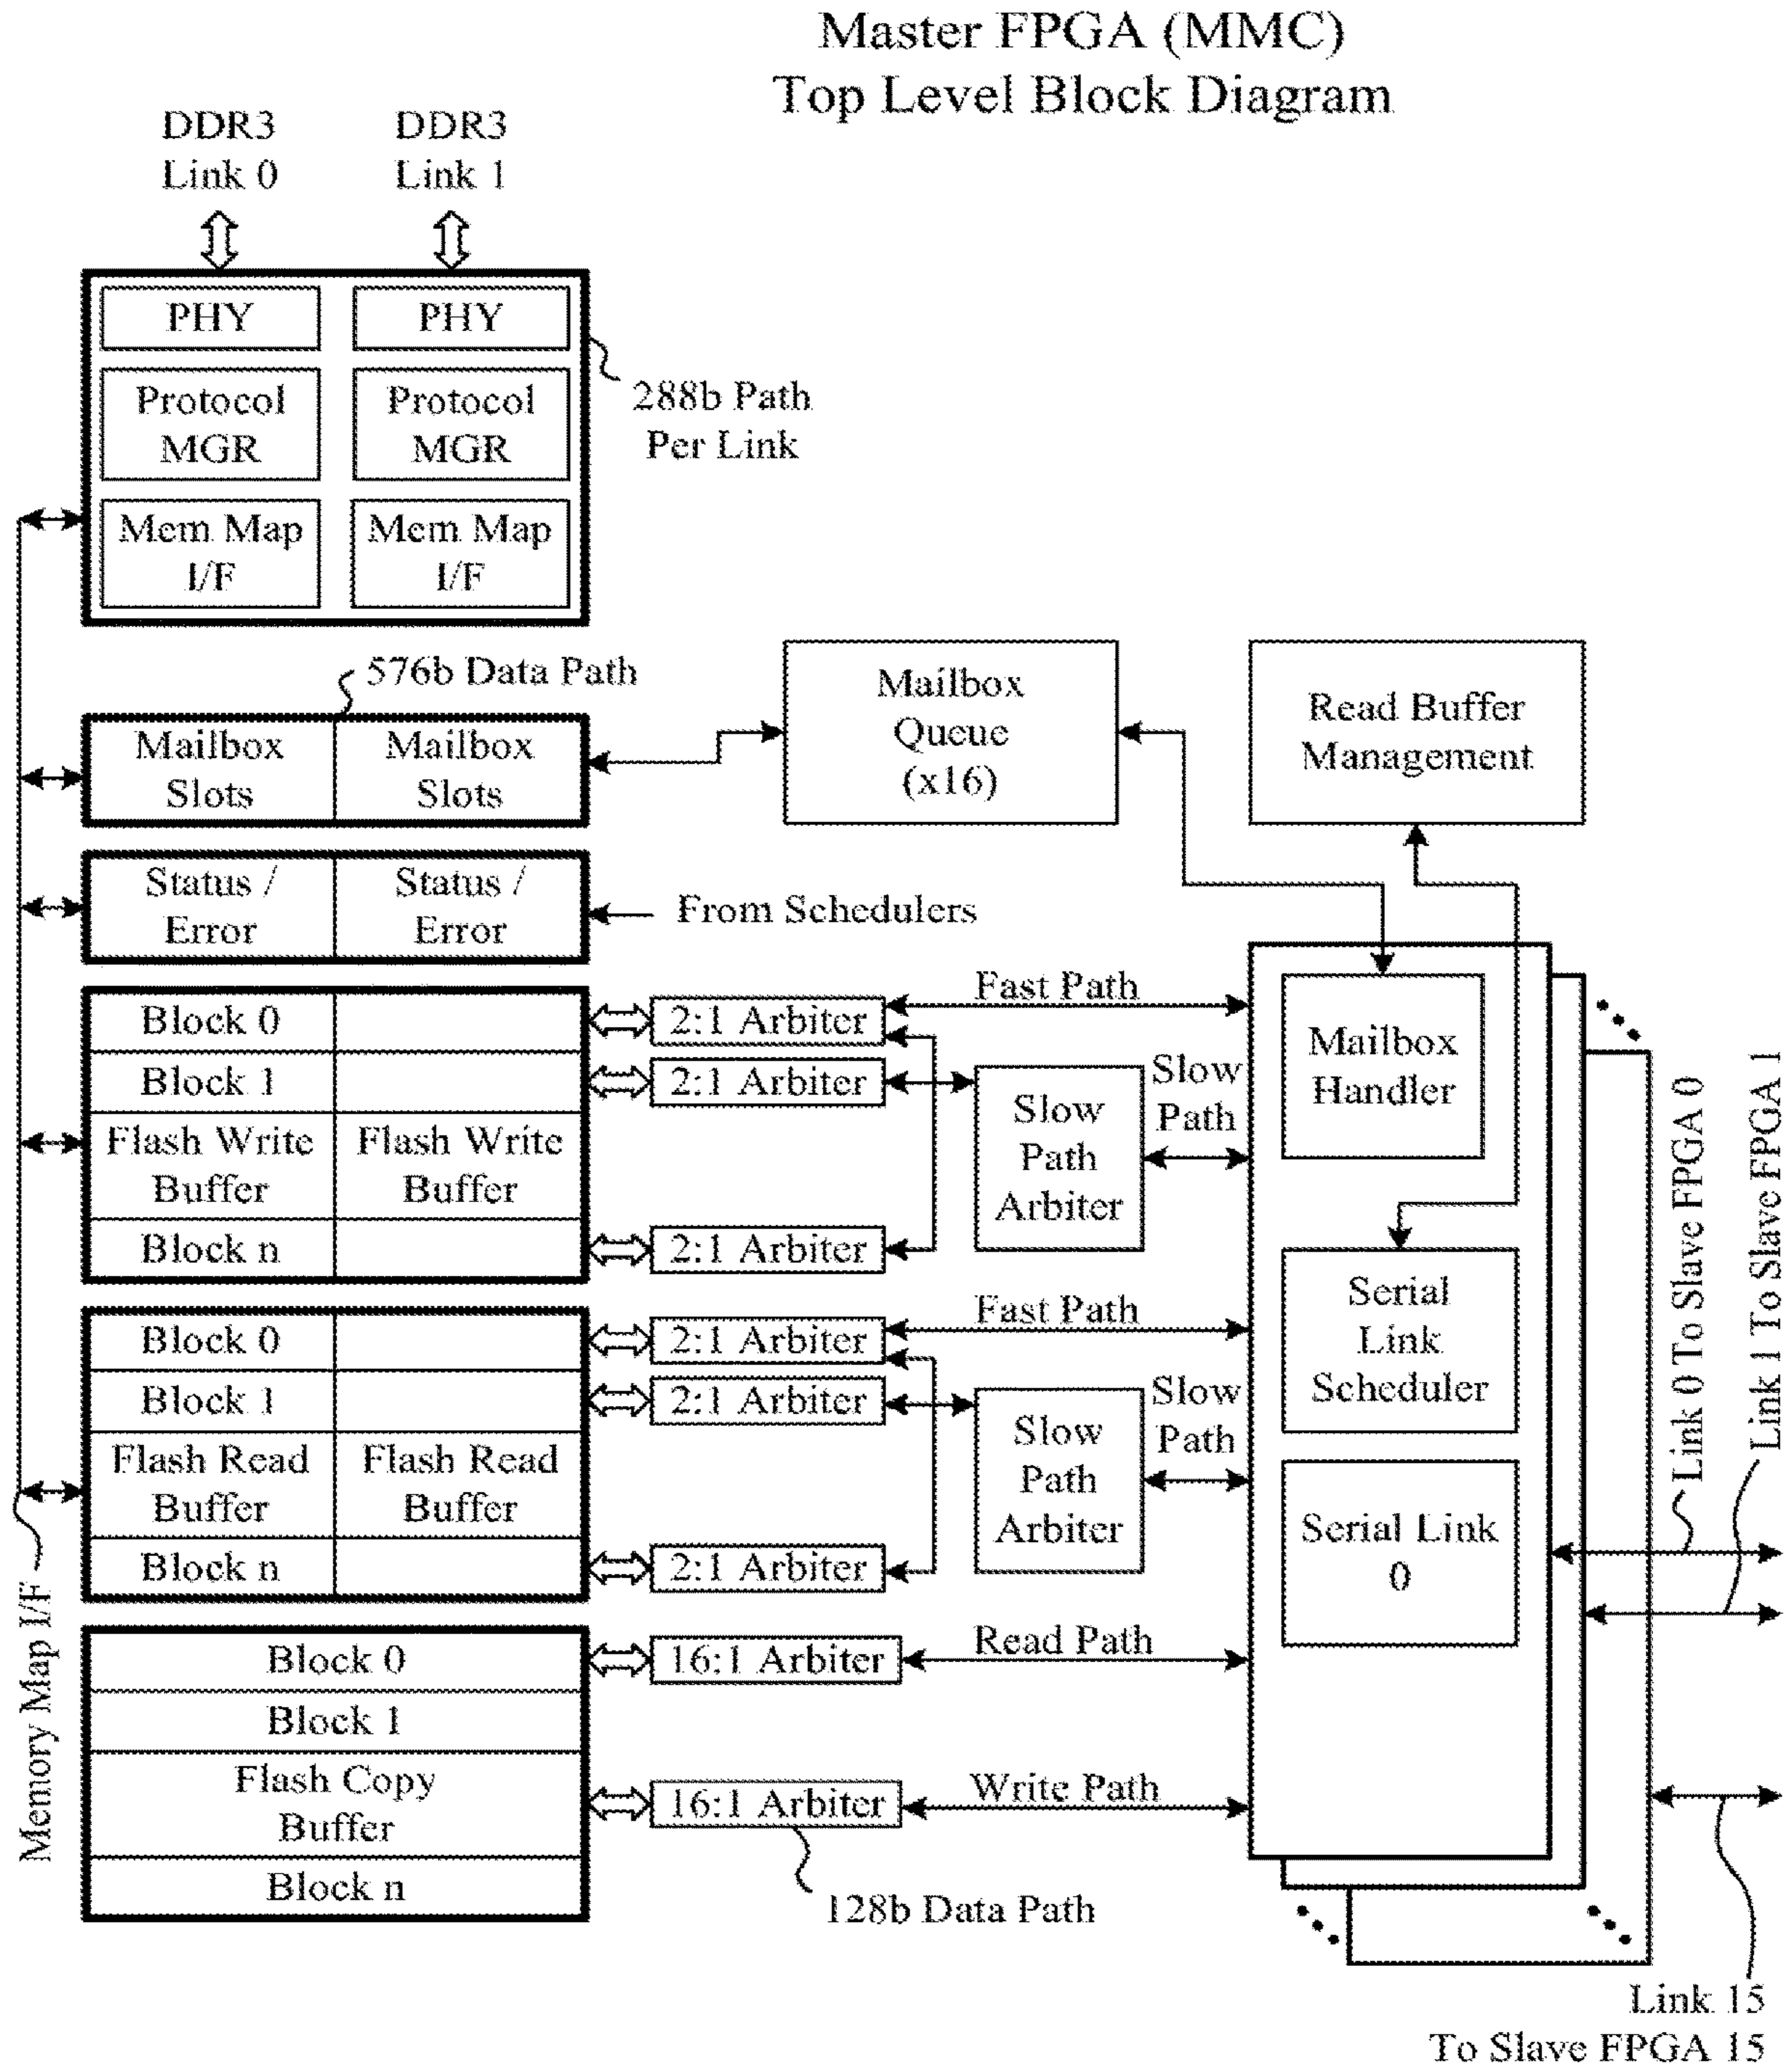 Master FPGA (MMC)
Top Level Block Diagram
DDR3
Link 0
DDR3
Link 1
PHY
PHY
Protocol
MGR
Protocol
MGR
Mem Map
I/F
Mem Map
I/F
288b Path
Per Link
576b Data Path
Mailbox
Slots
Mailbox
Slots
Mailbox
Queue
(x16)
Read Buffer
Management
Status /
Error
Status /
Error
From Schedulers
Block 0
Block 1
Flash Write
Buffer
Flash Write
Buffer
Block n
2:1 Arbiter
2:1 Arbiter
2:1 Arbiter
Fast Path
Slow
Path
Arbiter
Slow
Path
Mailbox
Handler
Block 0
Block 1
Flash Read
Buffer
Flash Read
Buffer
Block n
2:1 Arbiter
2:1 Arbiter
2:1 Arbiter
Fast Path
Slow
Path
Arbiter
Slow
Path
Serial
Link
Scheduler
Serial Link
0
Link 0 To Slave FPGA 0
Link 1 To Slave FPGA 1
Memory Map I/F
Block 0
Block 1
Flash Copy
Buffer
Block n
16:1 Arbiter
Read Path
16:1 Arbiter
Write Path
128b Data Path
Link 15
To Slave FPGA 15